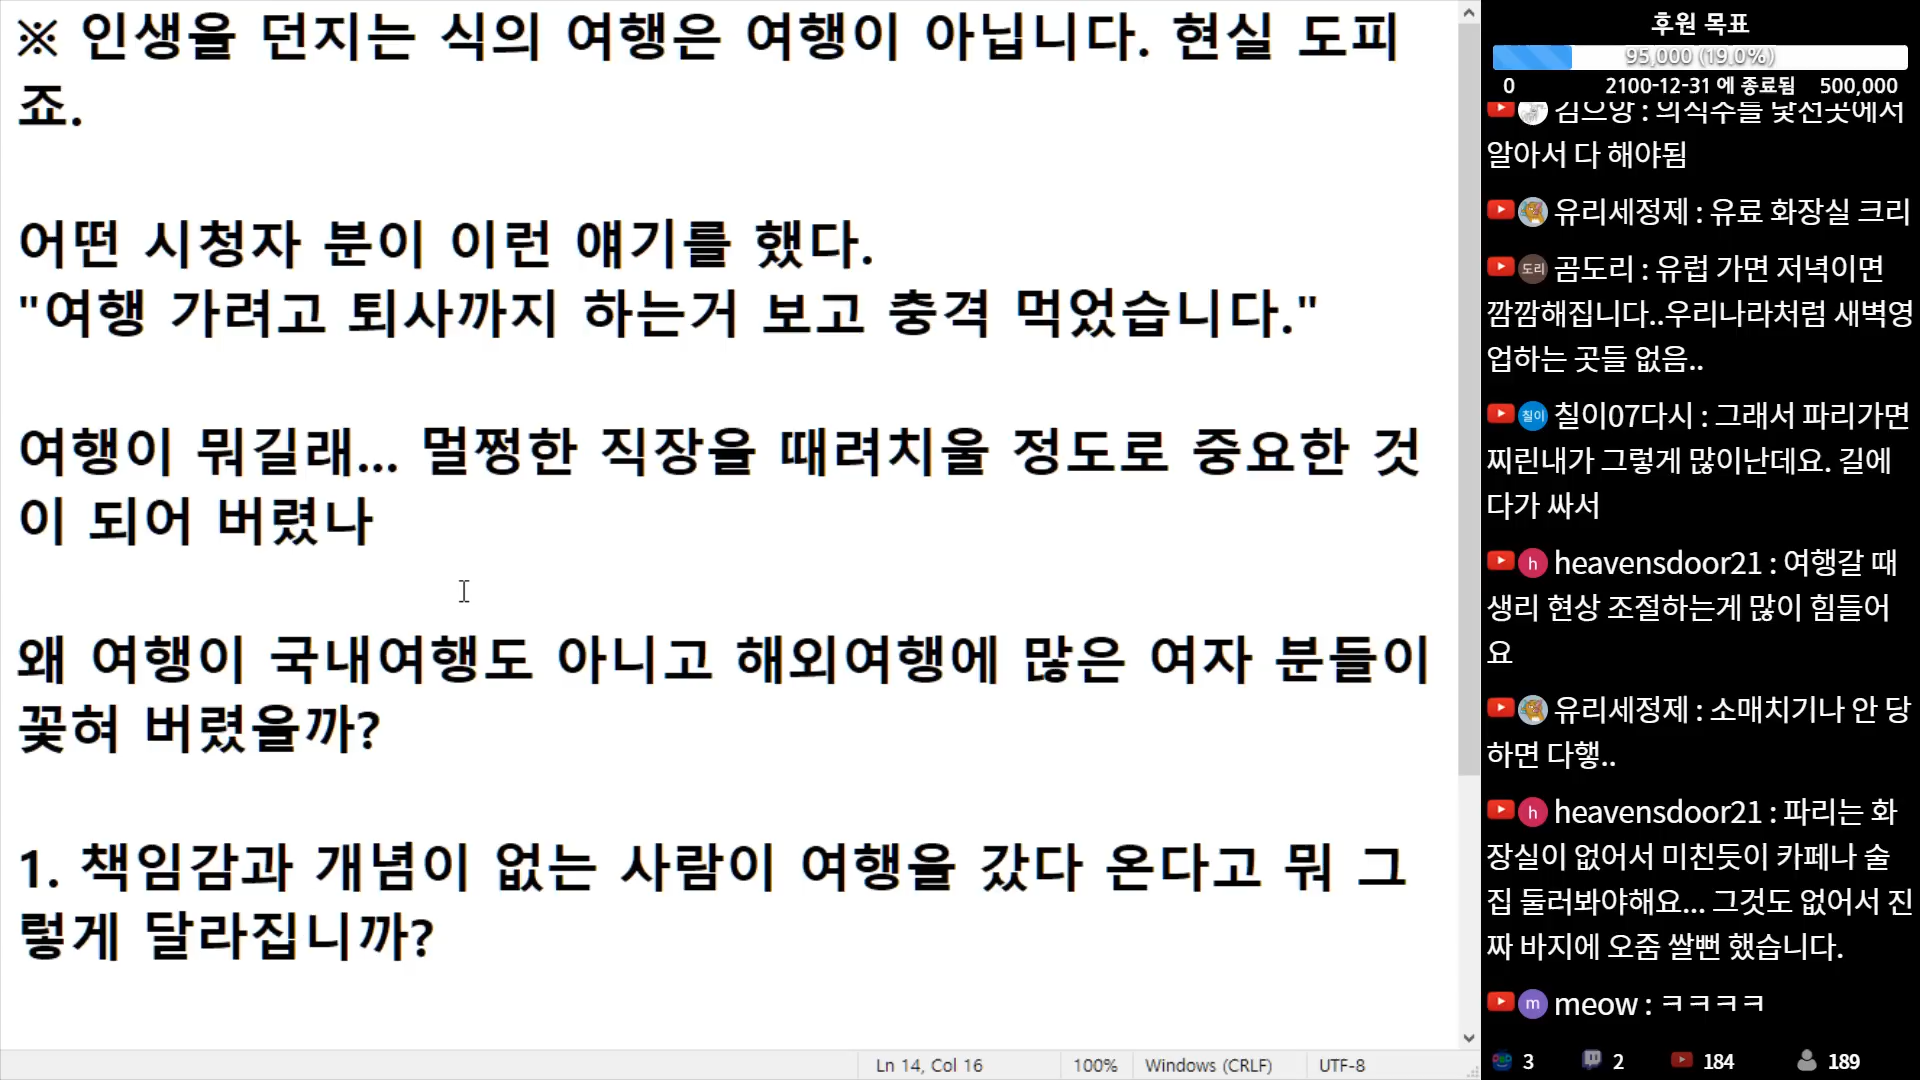 ※ 인생을 던지는 식의 여행은 여행이 아닙니다. 현실 도피
죠.
어떤 시청자 분이 이런 얘기를 했다.
"여행 가려고 퇴사까지 하는거 보고 충격 먹었습니다."
여행이 뭐길래... 멀쩡한 직장을 때려치울 정도로 중요한 것
이 되어 버렸나
왜 여행이 국내여행도 아니고 해외여행에 많은 여자 분들이
꽂혀 버렸을까?
1. 책임감과 개념이 없는 사람이 여행을 갔다 온다고 뭐 그
렇게 달라집니까?
Ln 14, Col 16
100%
Windows (CRLF)
UTF-8
후원 목표
95,000 (19.0%)
0 2100-12-31 에 종료됨 500,000
김으앙 : 의식주를 낯선곳에서
알아서 다 해야됨
유리세정제 : 유료 화장실 크리
도리 곰도리 : 유럽 가면 저녁이면
깜깜해집니다..우리나라처럼 새벽영
업하는 곳들 없음..
칠이 칠이07다시 : 그래서 파리가면
찌린내가 그렇게 많이난데요. 길에
다가 싸서
h heavensdoor21 : 여행갈 때
생리 현상 조절하는게 많이 힘들어
요
유리세정제 : 소매치기나 안 당
하면 다행..
h heavensdoor21 : 파리는 화
장실이 없어서 미친듯이 카페나 술
집 둘러봐야해요... 그것도 없어서 진
짜 바지에 오줌 쌀뻔 했습니다.
m meow : ㅋㅋㅋㅋ
3 2 184 189